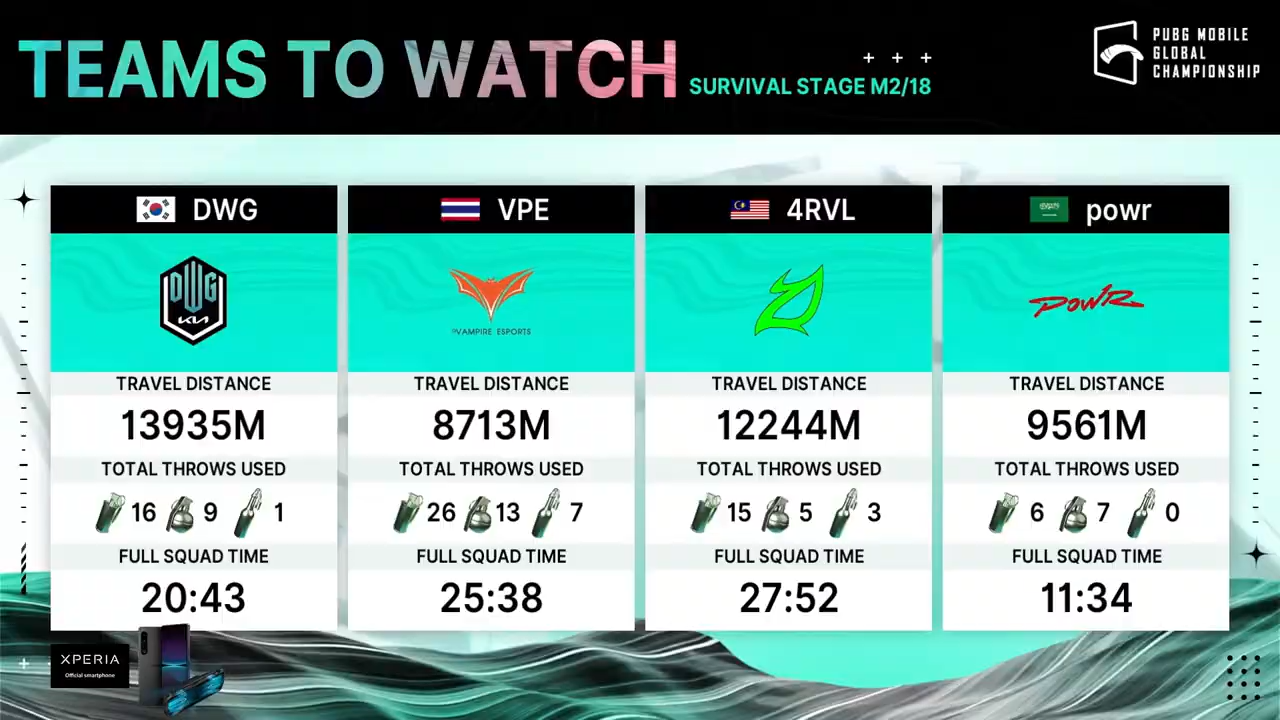 TEAMS TO WATCH
SURVIVAL STAGE M2/18
PUBG MOBILE
GLOBAL
CHAMPIONSHIP
DWG
DWG
KIA
TRAVEL DISTANCE
13935M
TOTAL THROWS USED
16 9 1
FULL SQUAD TIME
20:43
VPE
VAMPIRE ESPORTS
TRAVEL DISTANCE
8713M
TOTAL THROWS USED
26 13 7
FULL SQUAD TIME
25:38
4RVL
TRAVEL DISTANCE
12244M
TOTAL THROWS USED
15 5 3
FULL SQUAD TIME
27:52
powr
POWR
TRAVEL DISTANCE
9561M
TOTAL THROWS USED
6 7 0
FULL SQUAD TIME
11:34
XPERIA
Official smartphone